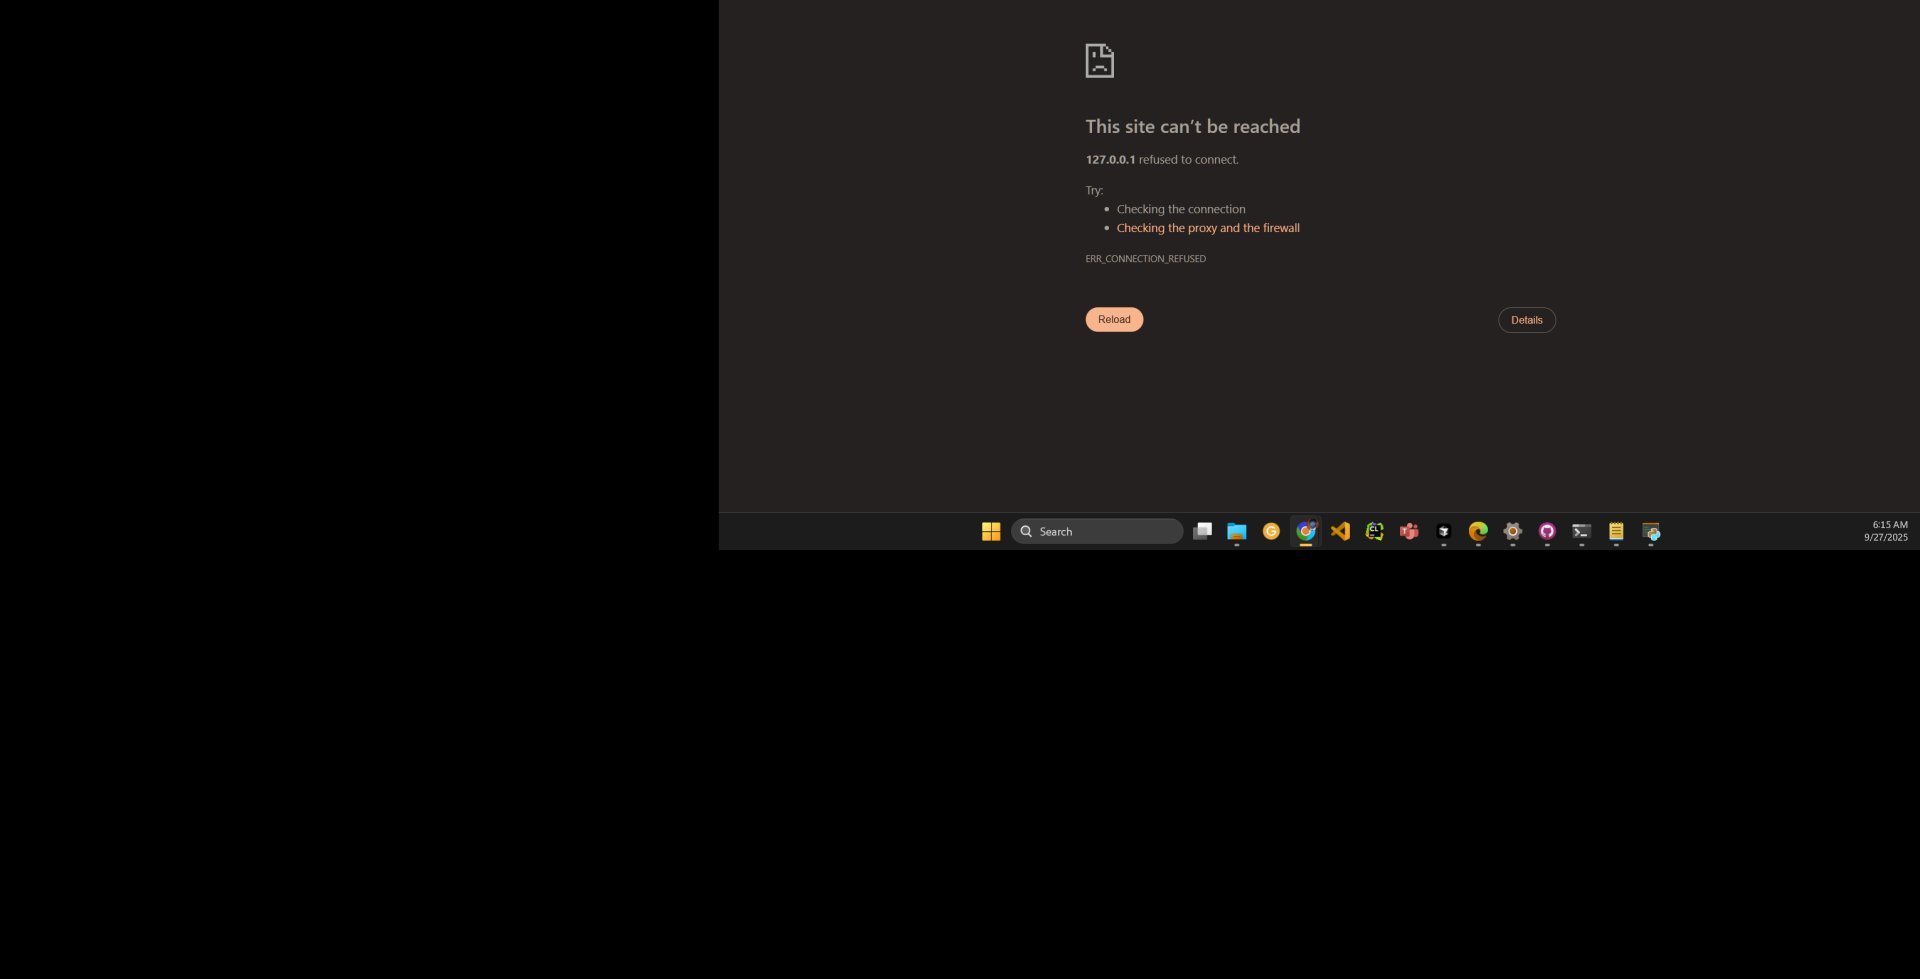 This site can’t be reached
127.0.0.1 refused to connect.
Try:
Checking the connection
Checking the proxy and the firewall
ERR_CONNECTION_REFUSED
Reload
Details
Search
6:15 AM
9/27/2025